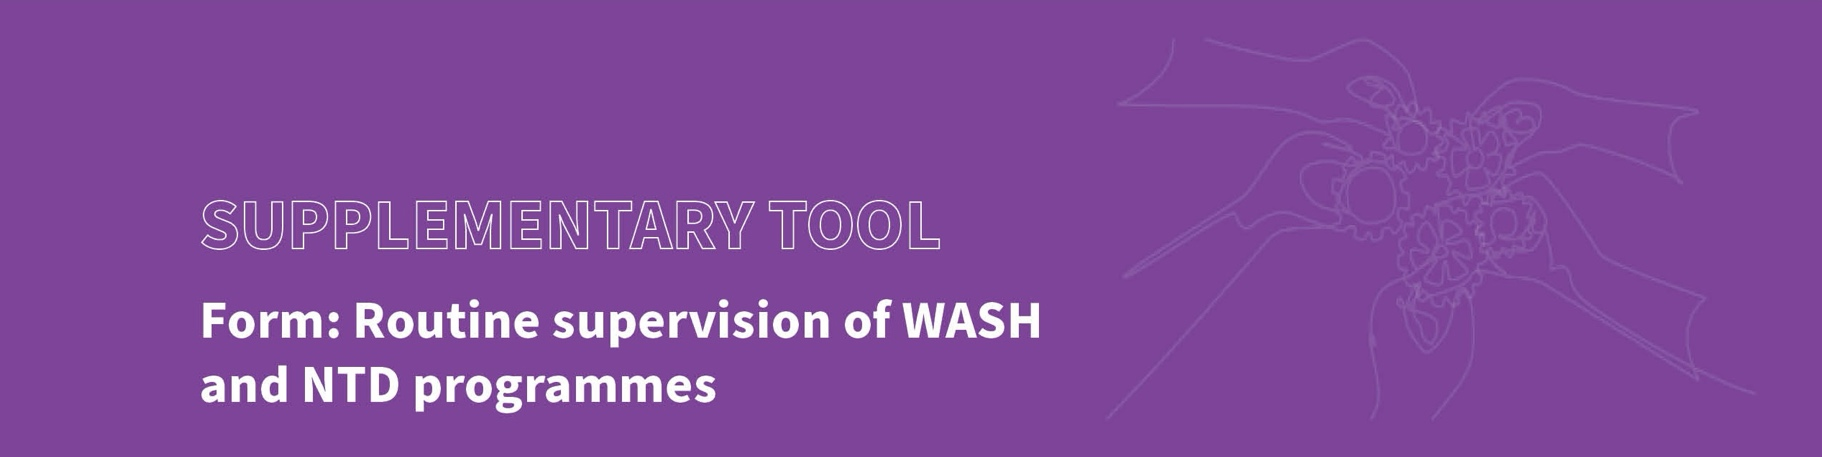 SUPPLEMENTARY TOOL
Form: Routine supervision of WASH
and NTD programmes